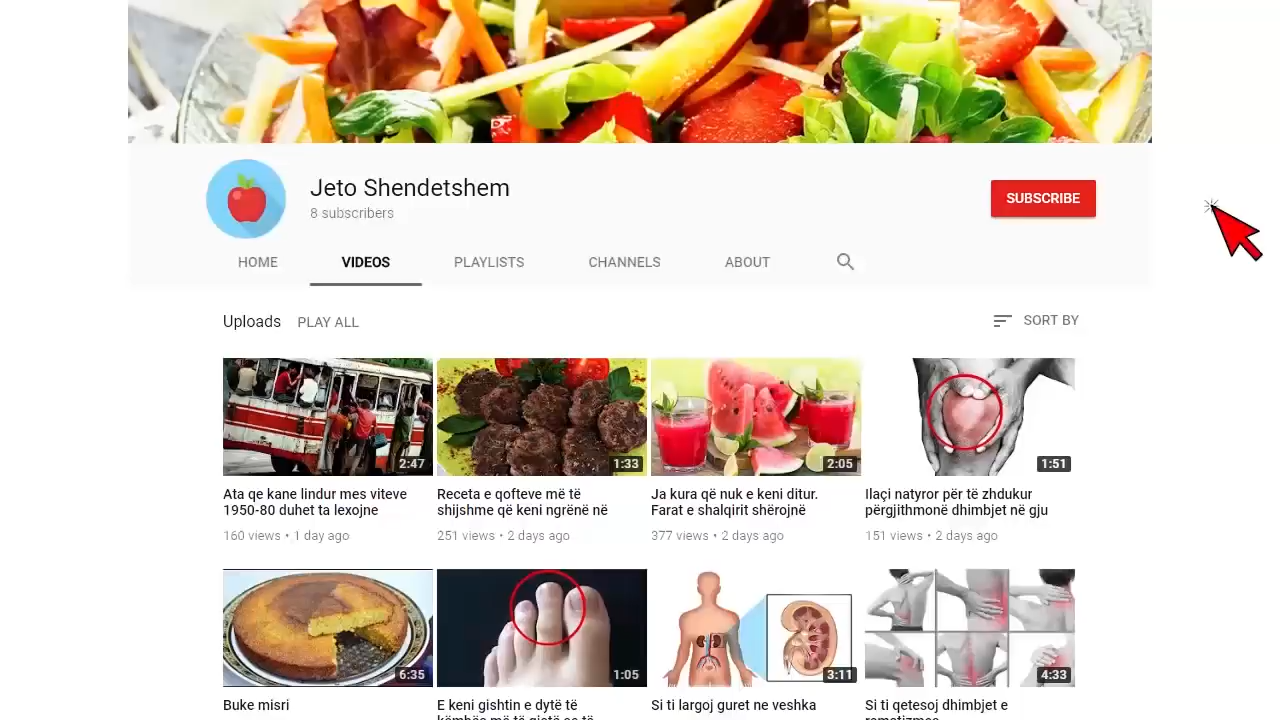 Jeto Shendetshem
8 subscribers
SUBSCRIBE
HOME
VIDEOS
PLAYLISTS
CHANNELS
ABOUT
Uploads
PLAY ALL
SORT BY
2:47
1:33
2:05
1:51
Ata qe kane lindur mes viteve
1950-80 duhet ta lexojne
160 views • 1 day ago
Receta e qofteve më të
shijshme që keni ngrënë në
251 views • 2 days ago
Ja kura që nuk e keni ditur.
Farat e shalqirit shërojnë
377 views • 2 days ago
Ilaçi natyror për të zhdukur
përgjithmonë dhimbjet në gju
151 views • 2 days ago
6:35
1:05
3:11
4:33
Buke misri
E keni gishtin e dytë të
Si ti largoj guret ne veshka
Si ti qetesoj dhimbjet e